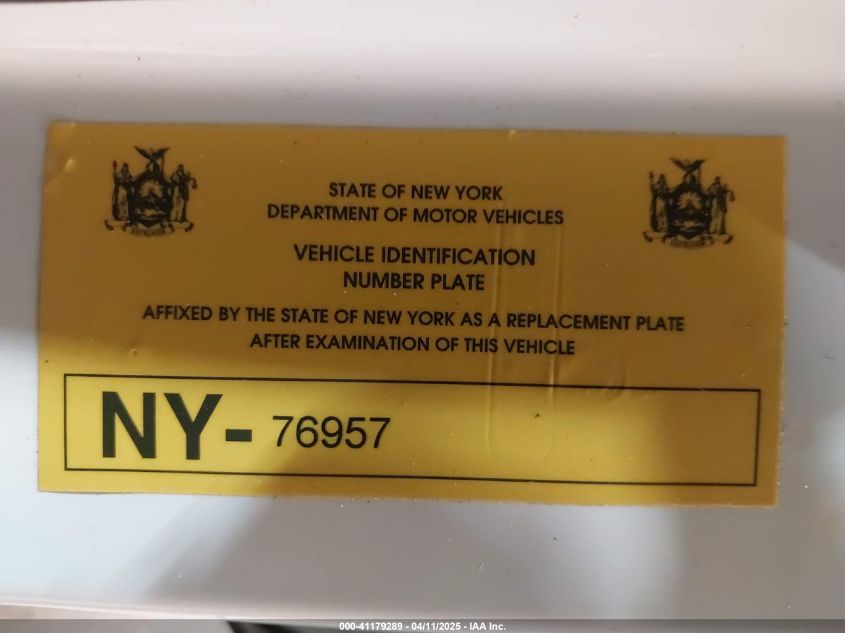 STATE OF NEW YORK
DEPARTMENT OF MOTOR VEHICLES
VEHICLE IDENTIFICATION
NUMBER PLATE
AFFIXED BY THE STATE OF NEW YORK AS A REPLACEMENT PLATE
AFTER EXAMINATION OF THIS VEHICLE
NY- 76957
000-41179289 - 04/11/2025 - IAA Inc.